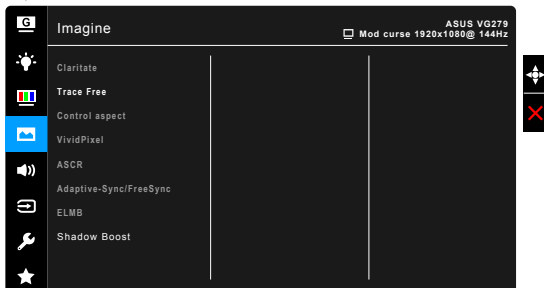 G
Imagine
ASUS VG279
Mod curse 1920x1080@ 144Hz
Claritate
Trace Free
Control aspect
VividPixel
ASCR
Adaptive-Sync/FreeSync
ELMB
Shadow Boost